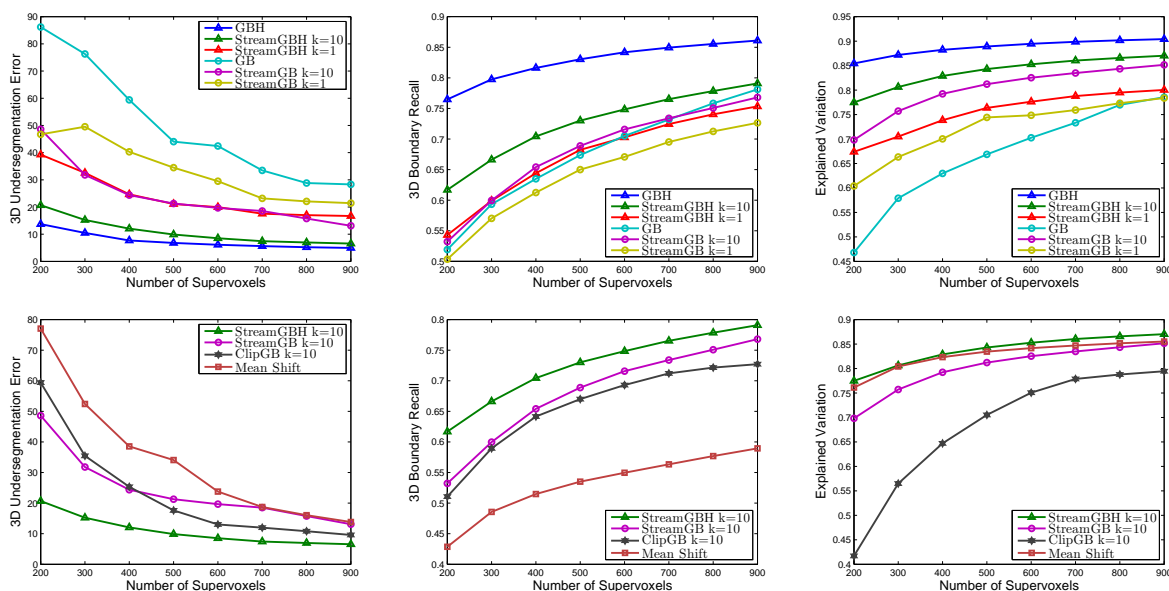 3D Undersegmentation Error
90
80
70
60
50
40
30
20
10
0
200 300 400 500 600 700 800 900
Number of Supervoxels
GBH
StreamGBH k=10
StreamGBH k=1
GB
StreamGB k=10
StreamGB k=1
3D Boundary Recall
0.9
0.85
0.8
0.75
0.7
0.65
0.6
0.55
0.5
200 300 400 500 600 700 800 900
Number of Supervoxels
GBH
StreamGBH k=10
StreamGBH k=1
GB
StreamGB k=10
StreamGB k=1
Explained Variation
0.95
0.9
0.85
0.8
0.75
0.7
0.65
0.6
0.55
0.5
0.45
200 300 400 500 600 700 800 900
Number of Supervoxels
GBH
StreamGBH k=10
StreamGBH k=1
GB
StreamGB k=10
StreamGB k=1
3D Undersegmentation Error
80
70
60
50
40
30
20
10
0
200 300 400 500 600 700 800 900
Number of Supervoxels
StreamGBH k=10
StreamGB k=10
ClipGB k=10
Mean Shift
3D Boundary Recall
0.8
0.75
0.7
0.65
0.6
0.55
0.5
0.45
0.4
200 300 400 500 600 700 800 900
Number of Supervoxels
StreamGBH k=10
StreamGB k=10
ClipGB k=10
Mean Shift
Explained Variation
0.9
0.85
0.8
0.75
0.7
0.65
0.6
0.55
0.5
0.45
0.4
200 300 400 500 600 700 800 900
Number of Supervoxels
StreamGBH k=10
StreamGB k=10
ClipGB k=10
Mean Shift